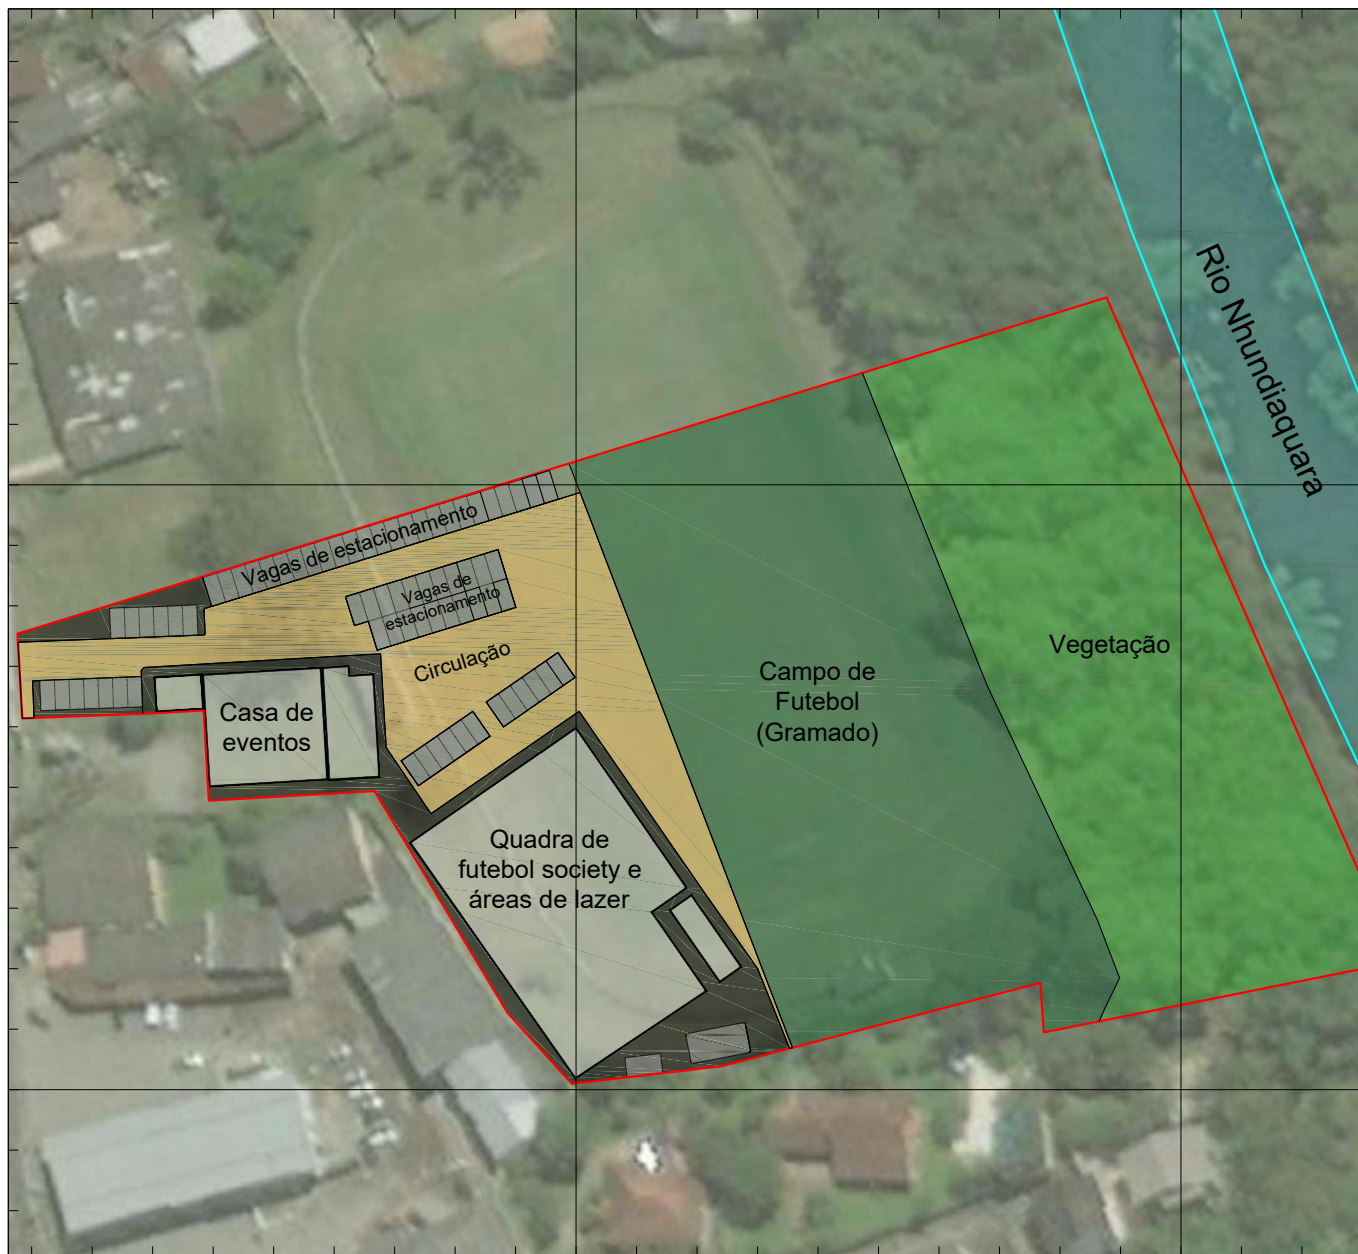 Rio Nhundiaquara
Vagas de estacionamento
Vagas de
estacionamento
Circulação
Vegetação
Campo de
Futebol
(Gramado)
Casa de
eventos
Quadra de
futebol society e
áreas de lazer